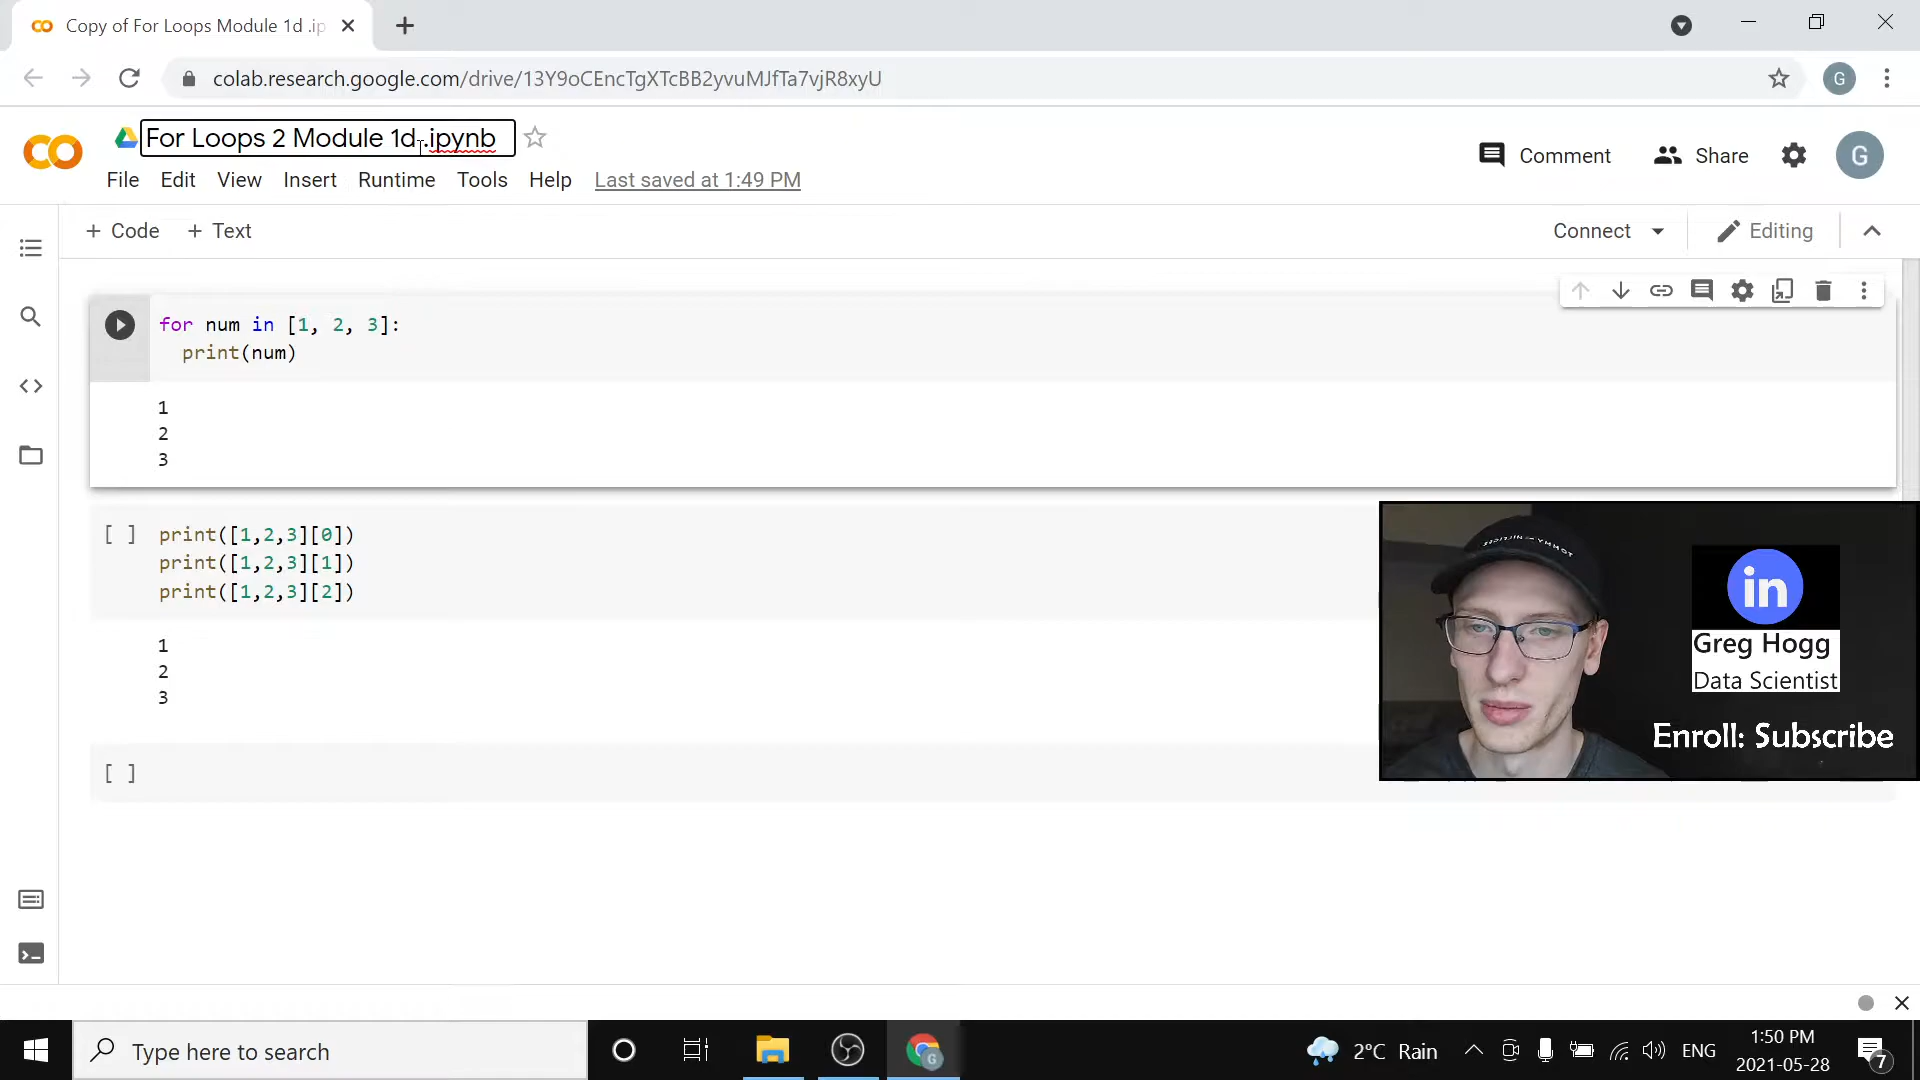 Copy of For Loops Module 1d .ip
colab.research.google.com/drive/13Y9oCEncTgXTcBB2yvuMJfTa7vjR8xyU
G
For Loops 2 Module 1d .ipynb
Comment
Share
G
File Edit View Insert Runtime Tools Help Last saved at 1:49 PM
+ Code + Text
Connect
Editing
for num in [1, 2, 3]:
print(num)
1
2
3
[ ] print([1,2,3][0])
print([1,2,3][1])
print([1,2,3][2])
1
2
3
[ ]
in
Greg Hogg
Data Scientist
Enroll: Subscribe
Type here to search
G
2°C Rain
ENG
1:50 PM
2021-05-28
7